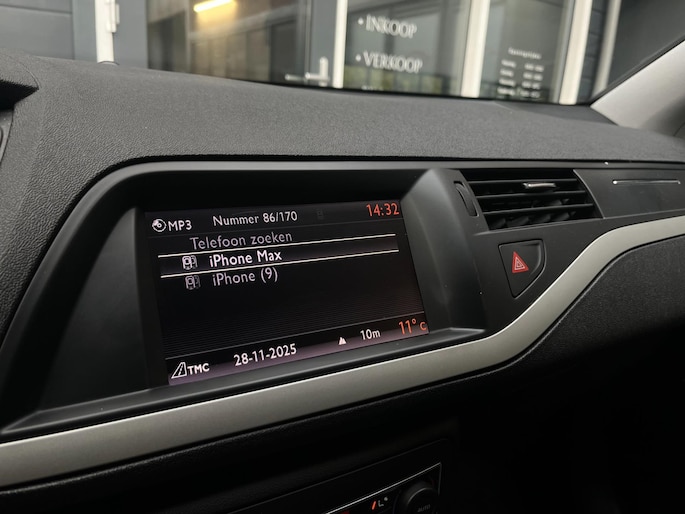 · INKOOP
· VERKOOP
MP3 Nummer 86/170 14:32
Telefoon zoeken
iPhone Max
iPhone (9)
TMC 28-11-2025 10m 11° C
AUTO